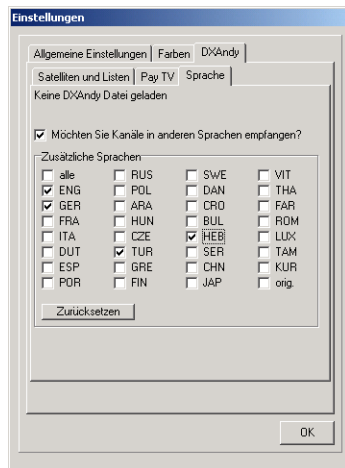 Einstellungen
Allgemeine Einstellungen Farben DXAndy
Satelliten und Listen Pay TV Sprache
Keine DXAndy Datei geladen
Möchten Sie Kanäle in anderen Sprachen empfangen?
Zusätzliche Sprachen
alle RUS SWE VIT
ENG POL DAN THA
GER ARA CRO FAR
FRA HUN BUL ROM
ITA CZE HEB LUX
DUT TUR SER TAM
ESP GRE CHN KUR
POR FIN JAP orig.
Zurücksetzen
OK